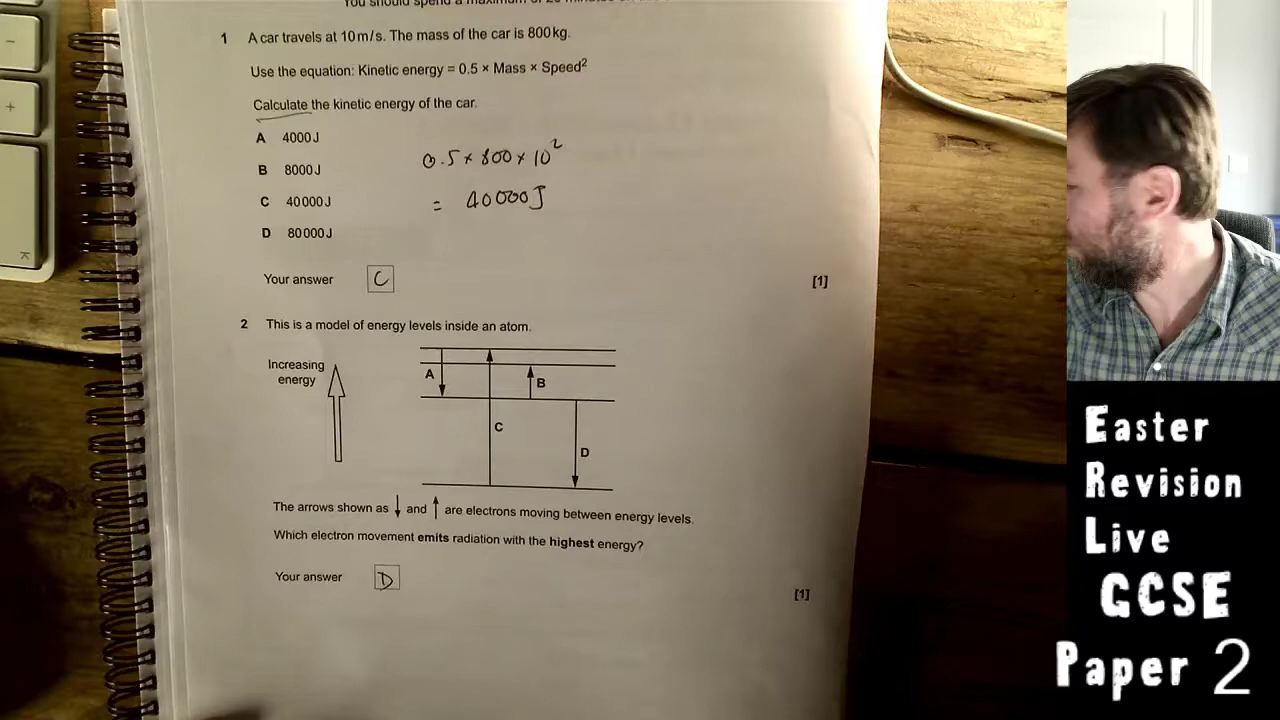 1 A car travels at 10 m/s. The mass of the car is 800 kg.
Use the equation: Kinetic energy = 0.5 × Mass × Speed²
Calculate the kinetic energy of the car.
A 4000 J
B 8000 J
C 40 000 J
D 80 000 J
0.5 × 800 × 10²
= 40000J
Your answer C
[1]
2 This is a model of energy levels inside an atom.
Increasing
energy
A
B
C
D
The arrows shown as ↓ and ↑ are electrons moving between energy levels.
Which electron movement emits radiation with the highest energy?
Your answer D
[1]
Easter
Revision
Live
GCSE
Paper 2